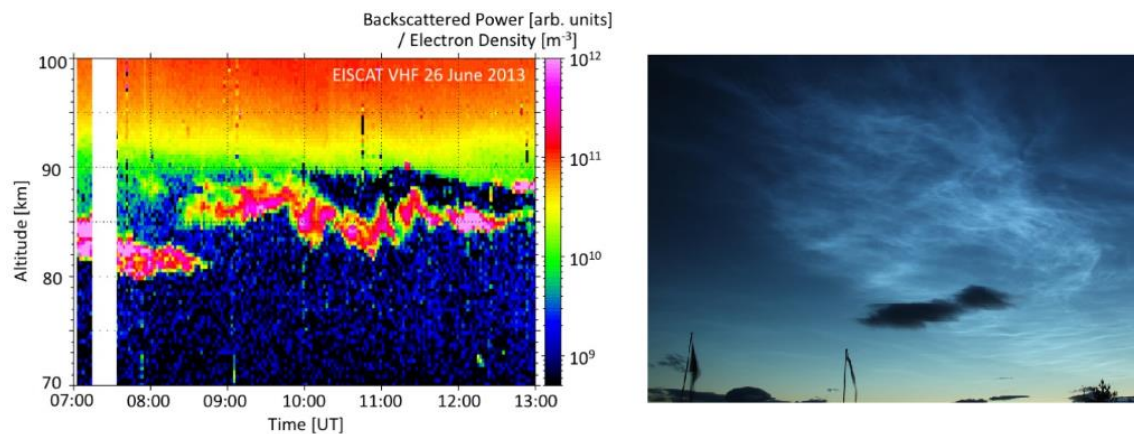 Backscattered Power [arb. units]
/ Electron Density [m⁻³]
EISCAT VHF 26 June 2013
100
90
80
70
Altitude [km]
10¹²
10¹¹
10¹⁰
10⁹
07:00 08:00 09:00 10:00 11:00 12:00 13:00
Time [UT]